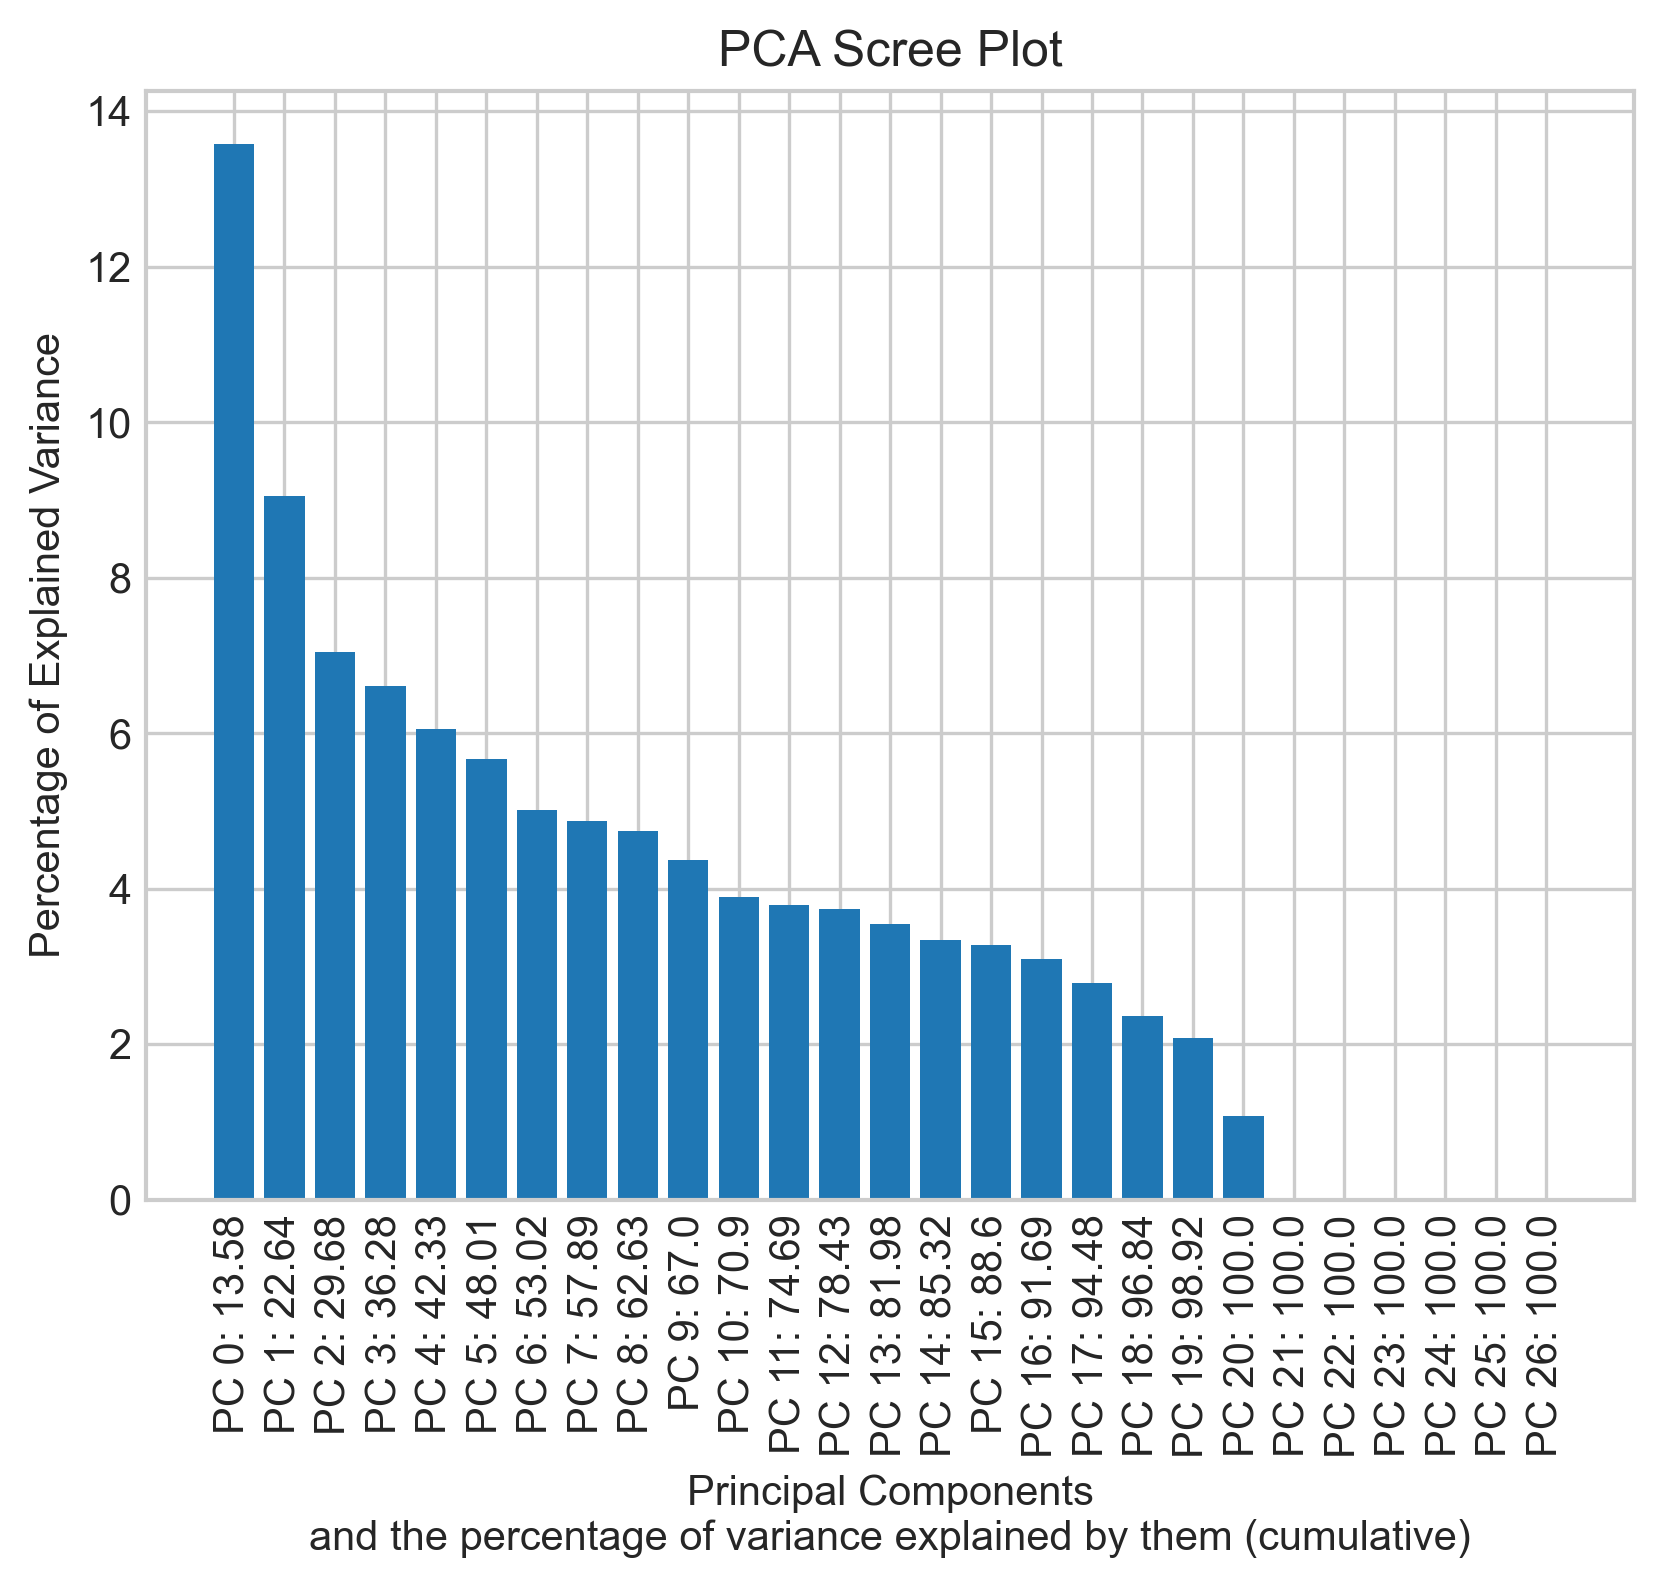 PCA Scree Plot
Percentage of Explained Variance
14
12
10
8
6
4
2
0
PC 0: 13.58
PC 1: 22.64
PC 2: 29.68
PC 3: 36.28
PC 4: 42.33
PC 5: 48.01
PC 6: 53.02
PC 7: 57.89
PC 8: 62.63
PC 9: 67.0
PC 10: 70.9
PC 11: 74.69
PC 12: 78.43
PC 13: 81.98
PC 14: 85.32
PC 15: 88.6
PC 16: 91.69
PC 17: 94.48
PC 18: 96.84
PC 19: 98.92
PC 20: 100.0
PC 21: 100.0
PC 22: 100.0
PC 23: 100.0
PC 24: 100.0
PC 25: 100.0
PC 26: 100.0
Principal Components
and the percentage of variance explained by them (cumulative)